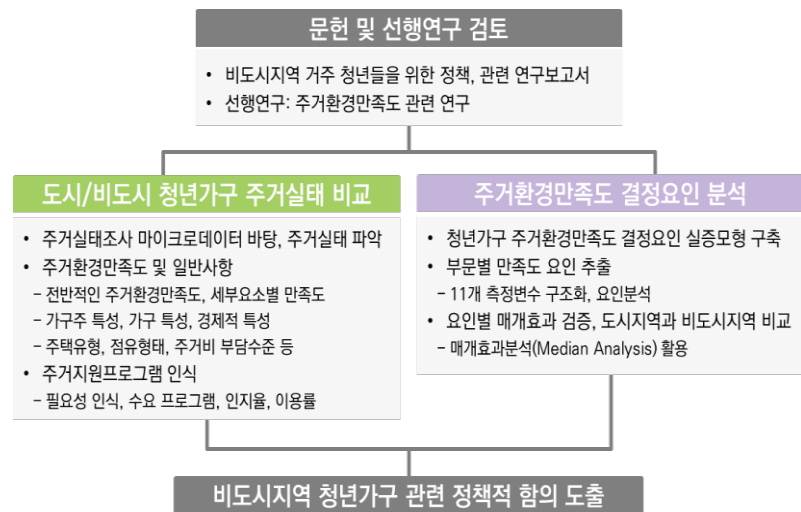 문헌 및 선행연구 검토
• 비도시지역 거주 청년들을 위한 정책, 관련 연구보고서
• 선행연구: 주거환경만족도 관련 연구
도시/비도시 청년가구 주거실태 비교
• 주거실태조사 마이크로데이터 바탕, 주거실태 파악
• 주거환경만족도 및 일반사항
– 전반적인 주거환경만족도, 세부요소별 만족도
– 가구주 특성, 가구 특성, 경제적 특성
– 주택유형, 점유형태, 주거비 부담수준 등
• 주거지원프로그램 인식
– 필요성 인식, 수요 프로그램, 인지율, 이용률
주거환경만족도 결정요인 분석
• 청년가구 주거환경만족도 결정요인 실증모형 구축
• 부문별 만족도 요인 추출
– 11개 측정변수 구조화, 요인분석
• 요인별 매개효과 검증, 도시지역과 비도시지역 비교
– 매개효과분석(Median Analysis) 활용
비도시지역 청년가구 관련 정책적 함의 도출